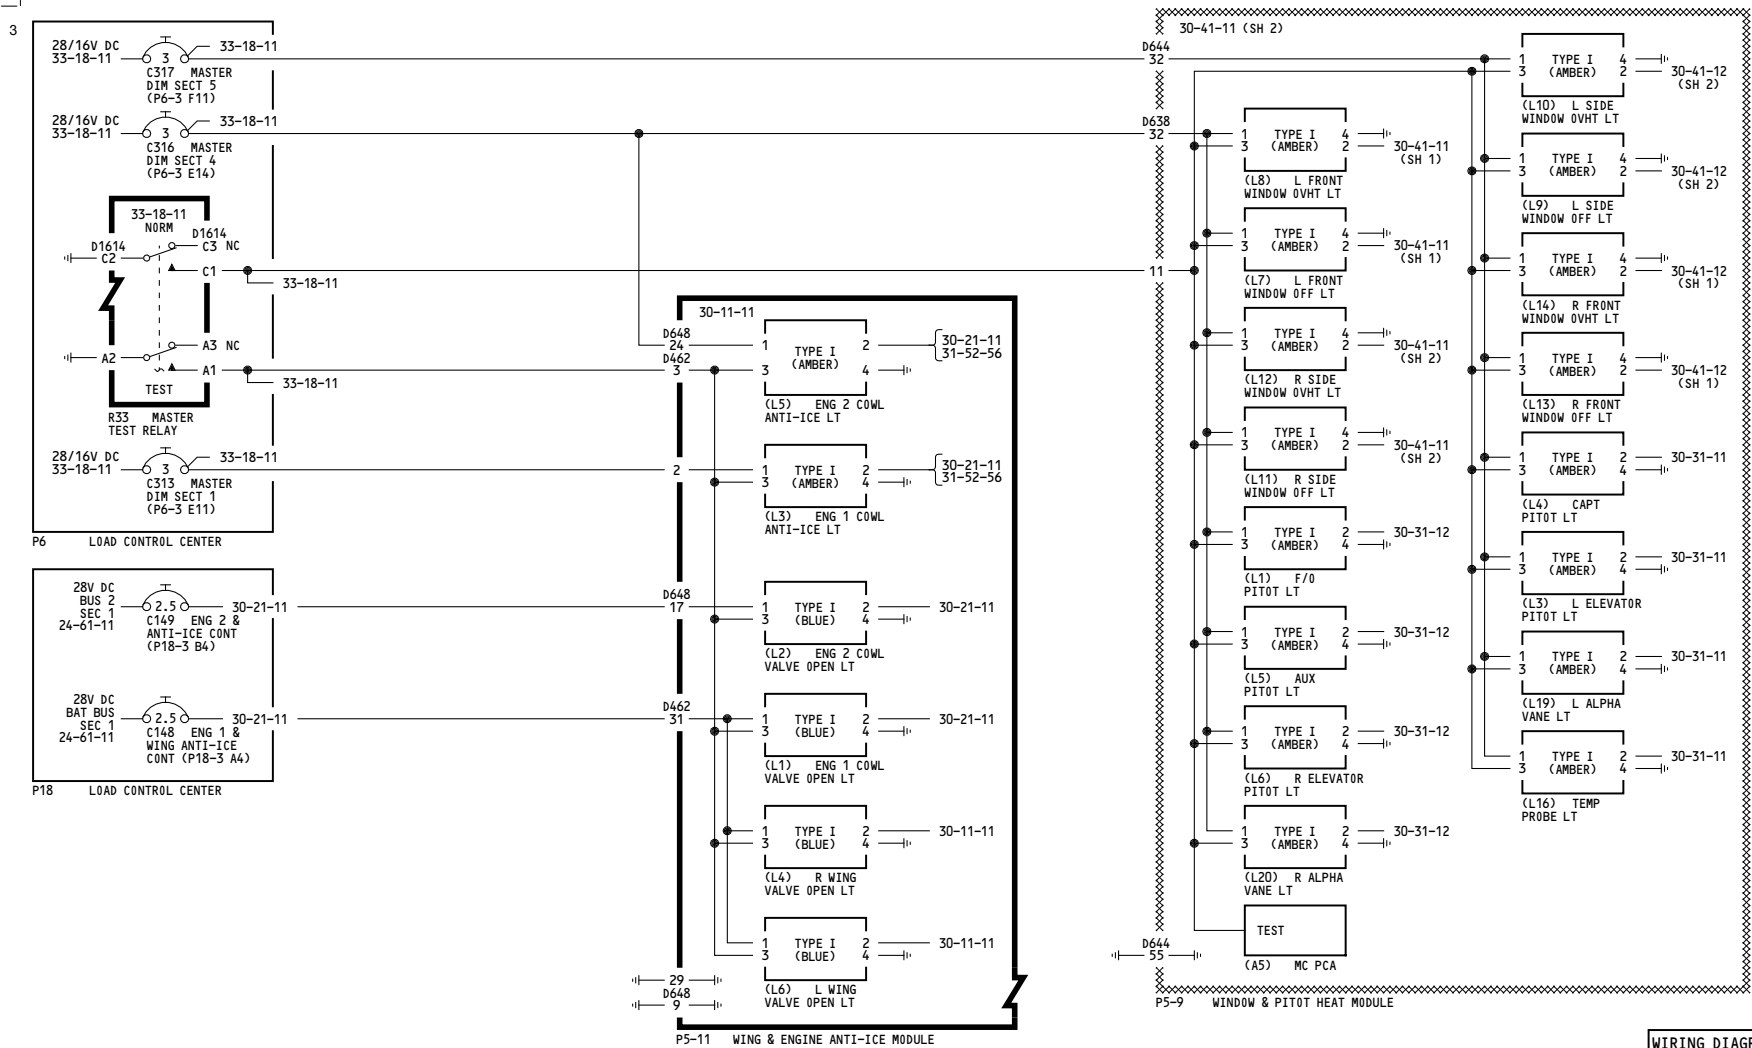 3
28/16V DC
33-18-11
3
33-18-11
C317 MASTER
DIM SECT 5
(P6-3 F11)
28/16V DC
33-18-11
3
33-18-11
C316 MASTER
DIM SECT 4
(P6-3 E14)
33-18-11
NORM
D1614
C2
D1614
C3 NC
C1
33-18-11
A2
A3 NC
A1
33-18-11
TEST
R33 MASTER
TEST RELAY
28/16V DC
33-18-11
3
33-18-11
C313 MASTER
DIM SECT 1
(P6-3 E11)
P6 LOAD CONTROL CENTER
28V DC
BUS 2
SEC 1
24-61-11
2.5
30-21-11
C149 ENG 2 &
ANTI-ICE CONT
(P18-3 B4)
28V DC
BAT BUS
SEC 1
24-61-11
2.5
30-21-11
C148 ENG 1 &
WING ANTI-ICE
CONT (P18-3 A4)
P18 LOAD CONTROL CENTER
30-11-11
D648
24
D462
3
1 TYPE I 2
3 (AMBER) 4
30-21-11
31-52-56
(L5) ENG 2 COWL
ANTI-ICE LT
2
1 TYPE I 2
3 (AMBER) 4
30-21-11
31-52-56
(L3) ENG 1 COWL
ANTI-ICE LT
D648
17
1 TYPE I 2 30-21-11
3 (BLUE) 4
(L2) ENG 2 COWL
VALVE OPEN LT
D462
31
1 TYPE I 2 30-21-11
3 (BLUE) 4
(L1) ENG 1 COWL
VALVE OPEN LT
1 TYPE I 2 30-11-11
3 (BLUE) 4
(L4) R WING
VALVE OPEN LT
1 TYPE I 2 30-11-11
3 (BLUE) 4
(L6) L WING
VALVE OPEN LT
29
D648
9
P5-11 WING & ENGINE ANTI-ICE MODULE
30-41-11 (SH 2)
D644
32
D638
32
11
1 TYPE I 4
3 (AMBER) 2 30-41-11
(SH 1)
(L8) L FRONT
WINDOW OVHT LT
1 TYPE I 4
3 (AMBER) 2 30-41-11
(SH 1)
(L7) L FRONT
WINDOW OFF LT
1 TYPE I 4
3 (AMBER) 2 30-41-11
(SH 2)
(L12) R SIDE
WINDOW OVHT LT
1 TYPE I 4
3 (AMBER) 2 30-41-11
(SH 2)
(L11) R SIDE
WINDOW OFF LT
1 TYPE I 2 30-31-12
3 (AMBER) 4
(L1) F/O
PITOT LT
1 TYPE I 2 30-31-12
3 (AMBER) 4
(L5) AUX
PITOT LT
1 TYPE I 2 30-31-12
3 (AMBER) 4
(L6) R ELEVATOR
PITOT LT
1 TYPE I 2 30-31-12
3 (AMBER) 4
(L20) R ALPHA
VANE LT
TEST
(A5) MC PCA
D644
55
1 TYPE I 4
3 (AMBER) 2 30-41-12
(SH 2)
(L10) L SIDE
WINDOW OVHT LT
1 TYPE I 4
3 (AMBER) 2 30-41-12
(SH 2)
(L9) L SIDE
WINDOW OFF LT
1 TYPE I 4
3 (AMBER) 2 30-41-12
(SH 1)
(L14) R FRONT
WINDOW OVHT LT
1 TYPE I 4
3 (AMBER) 2 30-41-12
(SH 1)
(L13) R FRONT
WINDOW OFF LT
1 TYPE I 2 30-31-11
3 (AMBER) 4
(L4) CAPT
PITOT LT
1 TYPE I 2 30-31-11
3 (AMBER) 4
(L3) L ELEVATOR
PITOT LT
1 TYPE I 2 30-31-11
3 (AMBER) 4
(L19) L ALPHA
VANE LT
1 TYPE I 2 30-31-11
3 (AMBER) 4
(L16) TEMP
PROBE LT
P5-9 WINDOW & PITOT HEAT MODULE
WIRING DIAGR